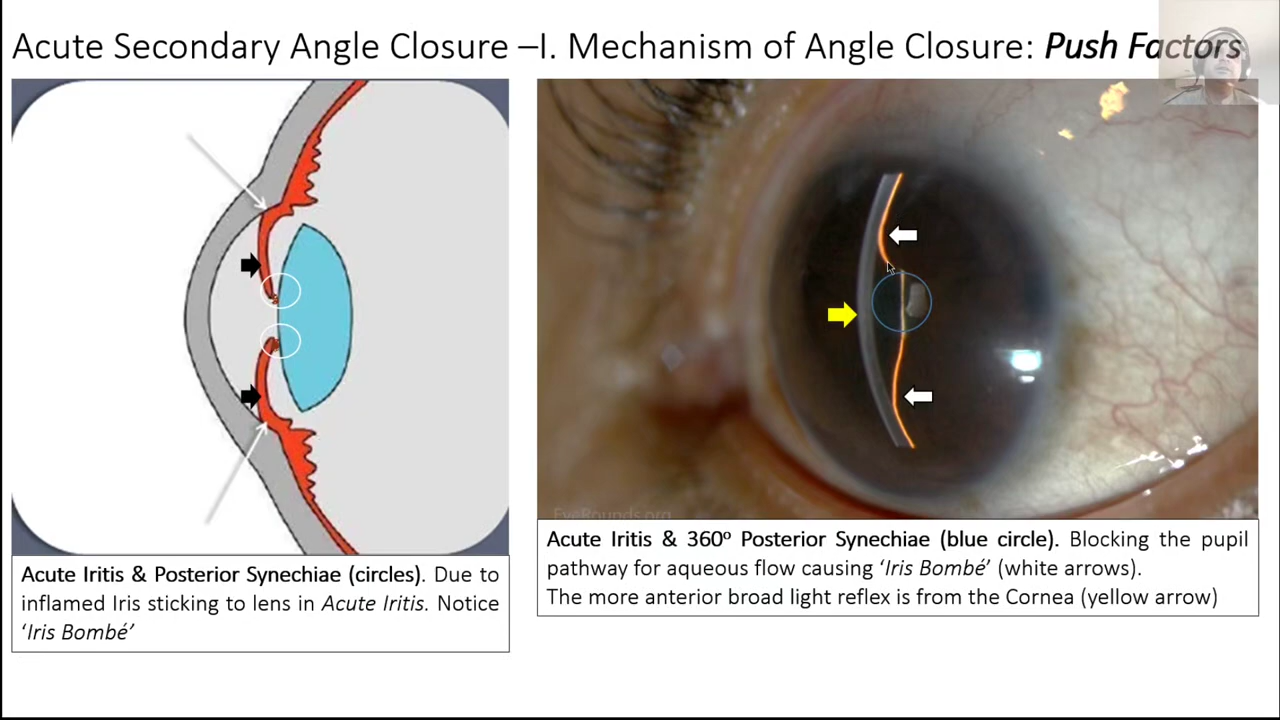 Acute Secondary Angle Closure –I. Mechanism of Angle Closure: Push Factors
EyeRounds.org
Acute Iritis & Posterior Synechiae (circles). Due to
inflamed Iris sticking to lens in Acute Iritis. Notice
‘Iris Bombé’
Acute Iritis & 360º Posterior Synechiae (blue circle). Blocking the pupil
pathway for aqueous flow causing ‘Iris Bombé’ (white arrows).
The more anterior broad light reflex is from the Cornea (yellow arrow)